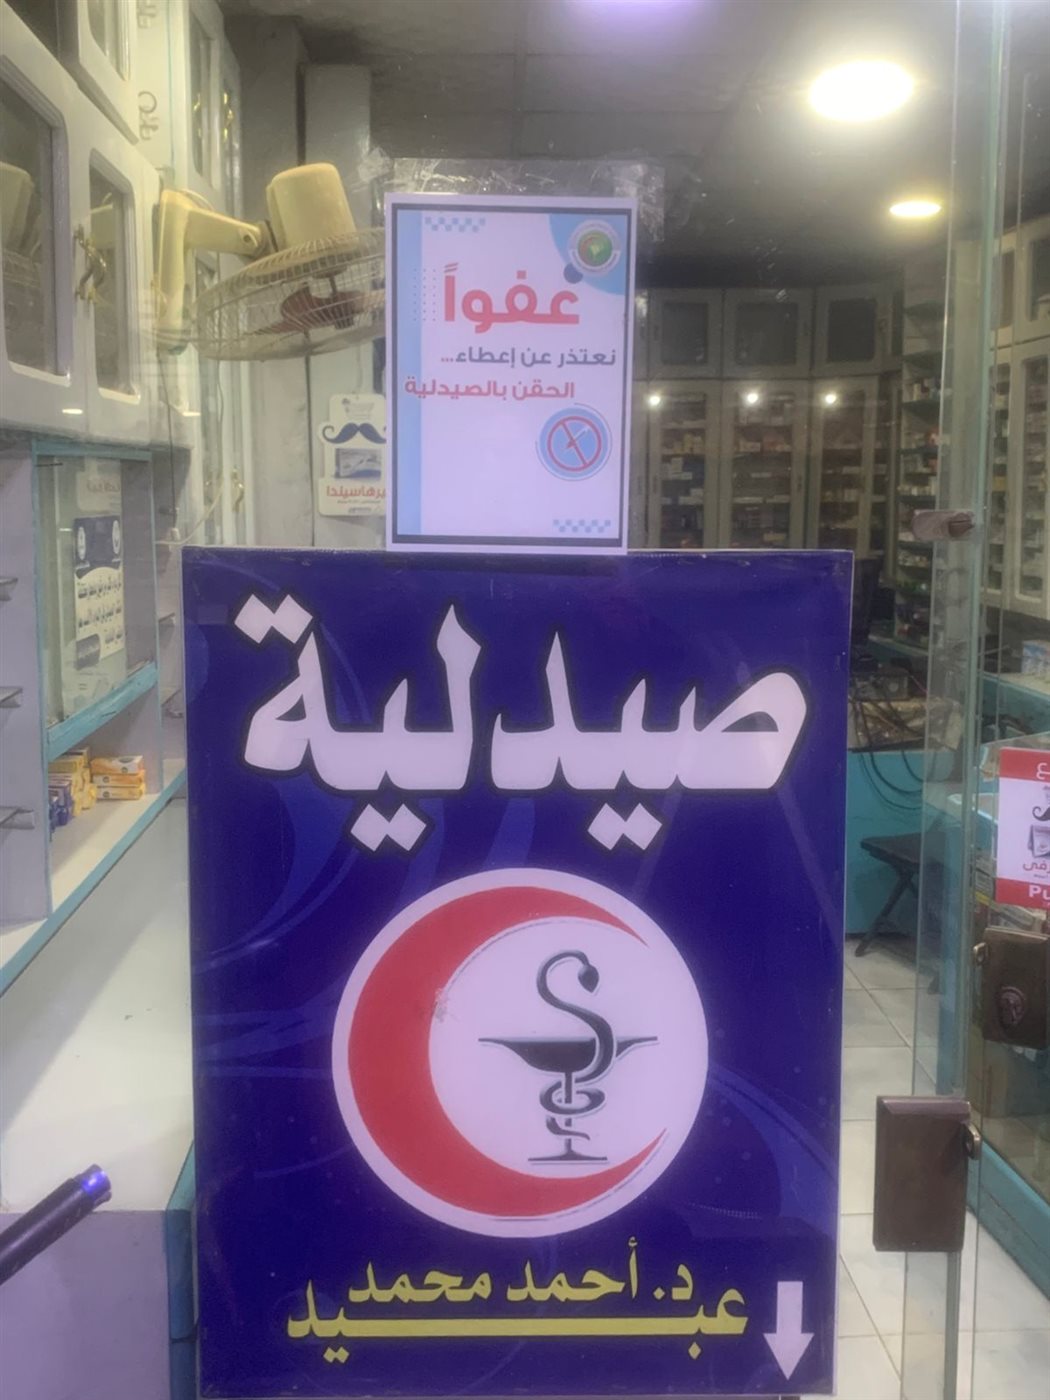 عفواً
نعتذر عن إعطاء...
الحقن بالصيدلية
صيدلية
د. أحمد محمد
عبيد